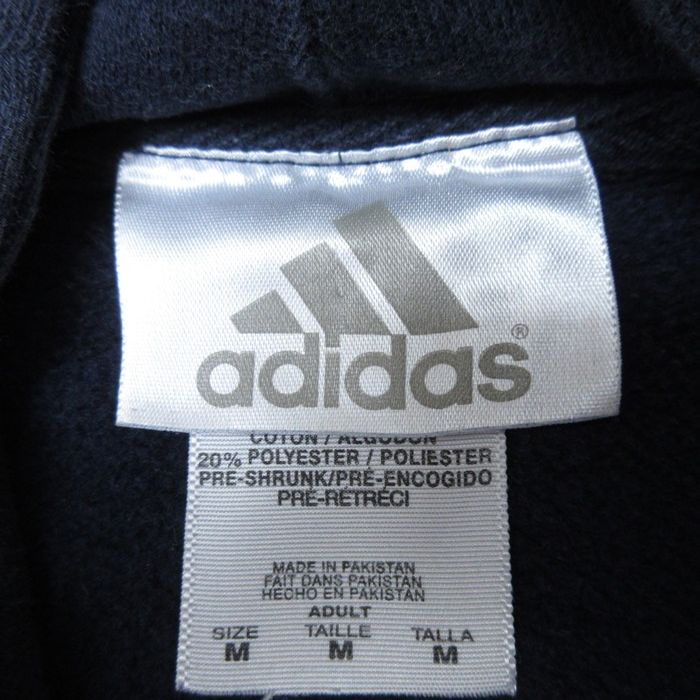 adidas®
COTON / ALGODON
20% POLYESTER / POLIESTER
PRE-SHRUNK/PRÉ-ENCOGIDO
PRÉ-RÉTRECI
MADE IN PAKISTAN
FAIT DANS PAKISTAN
HECHO EN PAKISTAN
ADULT
SIZE TAILLE TALLA
M M M